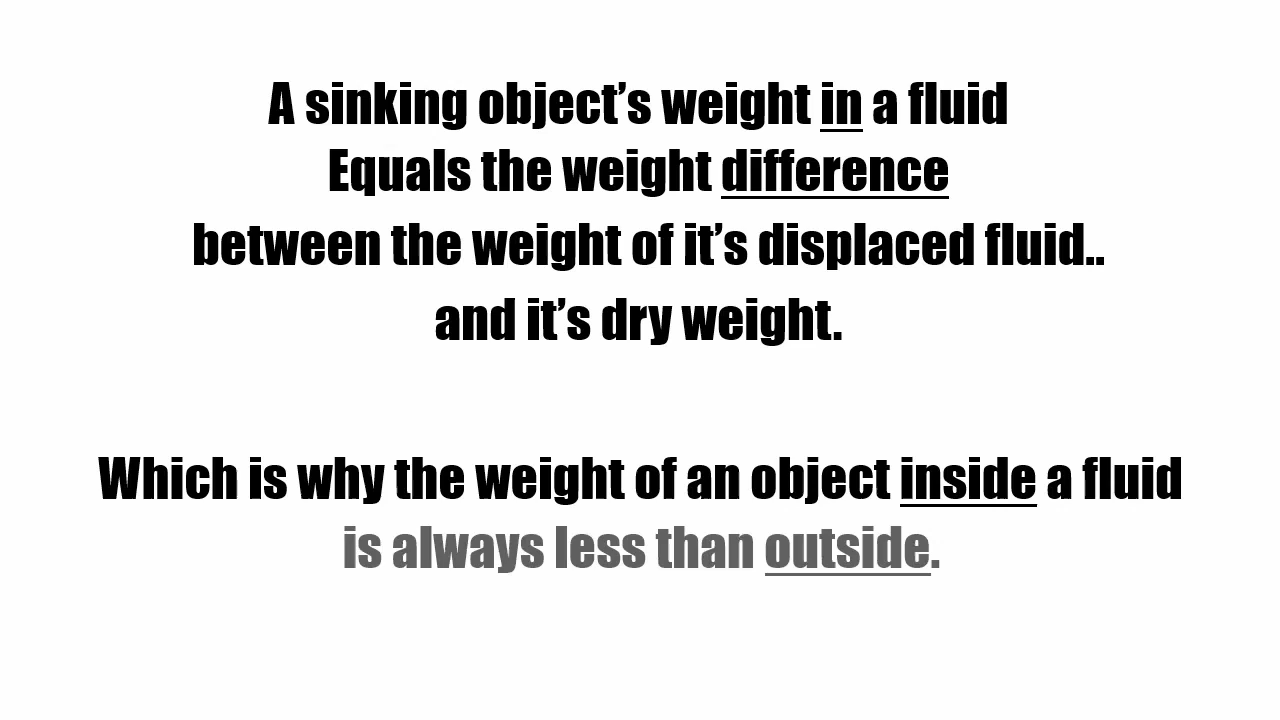 A sinking object’s weight in a fluid
Equals the weight difference
between the weight of it’s displaced fluid..
and it’s dry weight.
Which is why the weight of an object inside a fluid
is always less than outside.